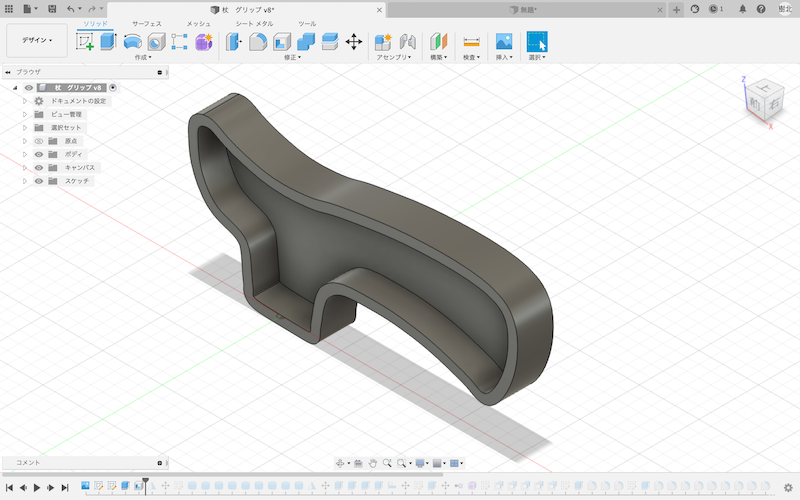 杖 グリップ v8*
無題*
1
樹北
ソリッド サーフェス メッシュ シート メタル ツール
デザイン
作成 修正 アセンブリ 構築 検査 挿入 選択
ブラウザ
杖 グリップ v8
ドキュメントの設定
ビュー管理
選択セット
原点
ボディ
キャンバス
スケッチ
Z
上
前
右
X
コメント